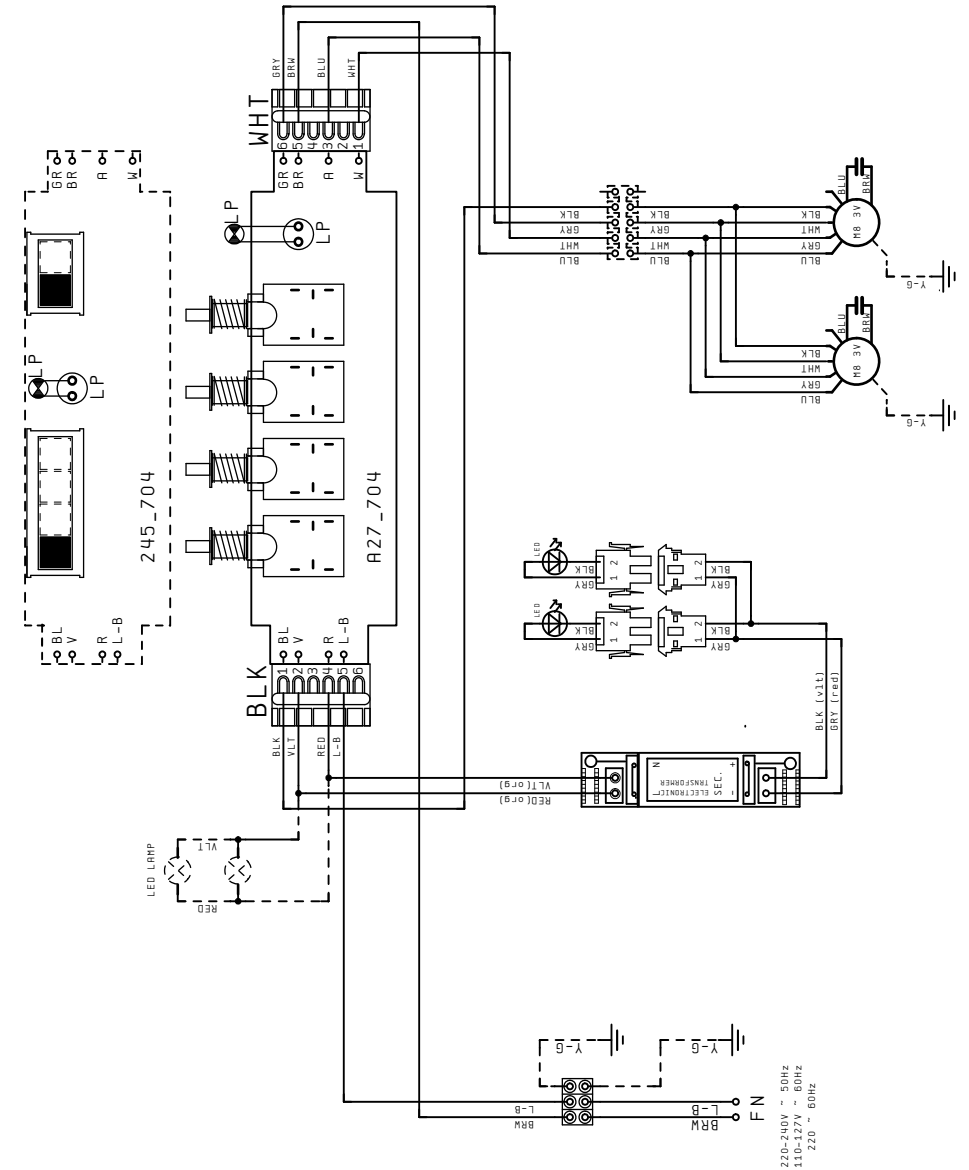 GRY
BRW
BLU
WHT
WHT
6
5
4
3
2
1
GR
BR
A
W
GR
BR
A
W
LP
LP
LP
LP
245_704
A27_704
BL
V
R
L-B
BL
V
R
L-B
1
2
3
4
5
6
BLK
BLK
VLT
RED
L-B
BLK
GRY
WHT
BLU
BLK
GRY
WHT
BLU
BLK
WHT
GRY
BLU
M8 3V
BLU
BRW
Y-G
BLK
WHT
GRY
BLU
M8 3V
BLU
BRW
Y-G
LED
BLK
GRY
1 2
1 2
BLK
GRY
LED
BLK
GRY
1 2
1 2
BLK
GRY
BLK (vlt)
GRY (red)
VLT(org)
RED(org)
L N
ELECTRONIC
TRANSFORMER
SEC.
- +
LED LAMP
VLT
RED
Y-G
Y-G
L-B
BRW
L-B
BRW
F N
220-240V ~ 50Hz
110-127V ~ 60Hz
220 ~ 60Hz